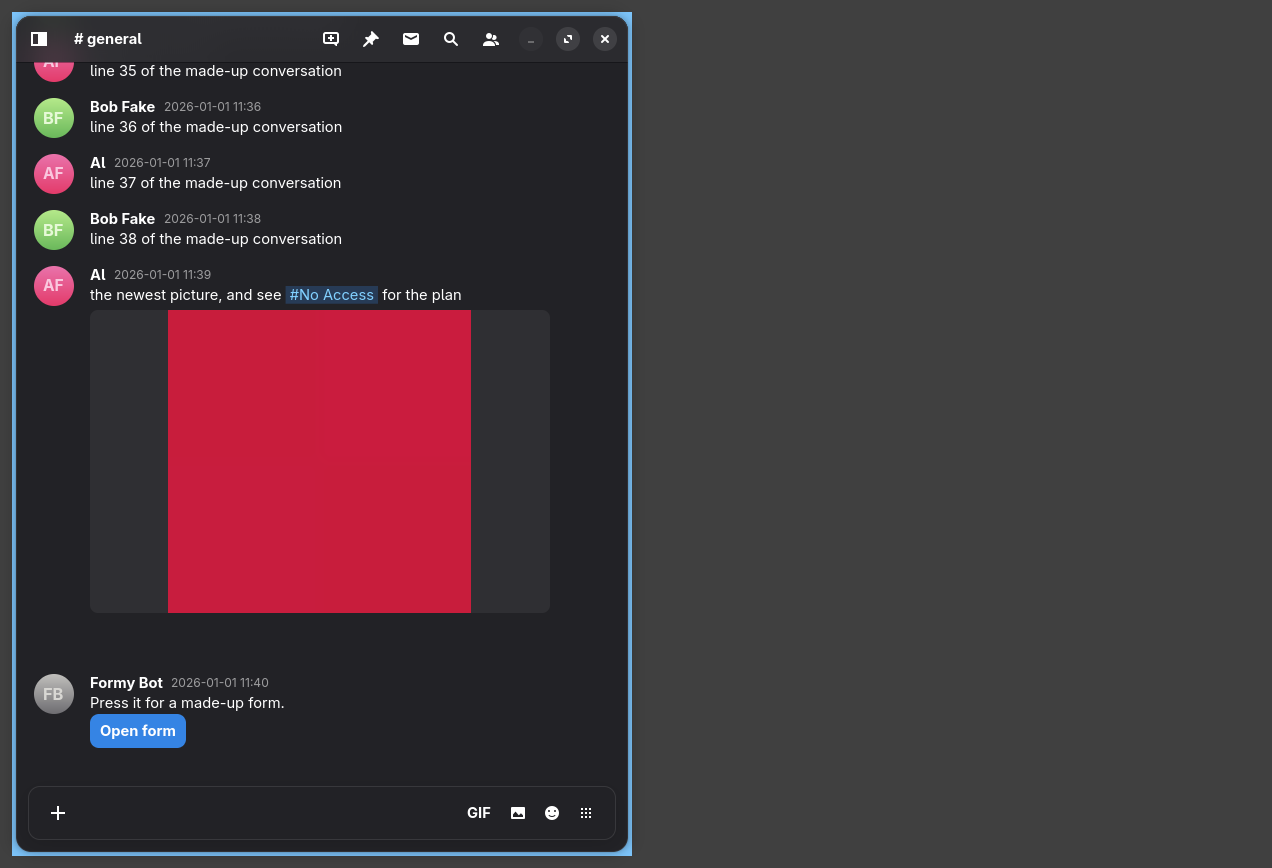 # general
AF
line 35 of the made-up conversation
BF
Bob Fake 2026-01-01 11:36
line 36 of the made-up conversation
AF
Al 2026-01-01 11:37
line 37 of the made-up conversation
BF
Bob Fake 2026-01-01 11:38
line 38 of the made-up conversation
AF
Al 2026-01-01 11:39
the newest picture, and see #No Access for the plan
FB
Formy Bot 2026-01-01 11:40
Press it for a made-up form.
Open form
GIF